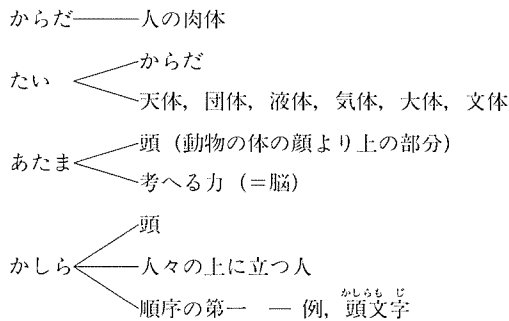 からだ──人の肉体
たい
からだ
天体，団体，液体，気体，大体，文体
あたま
頭（動物の体の顔より上の部分）
考へる力（＝脳）
かしら
頭
人々の上に立つ人
順序の第一 ― 例，頭文字
かしらもじ